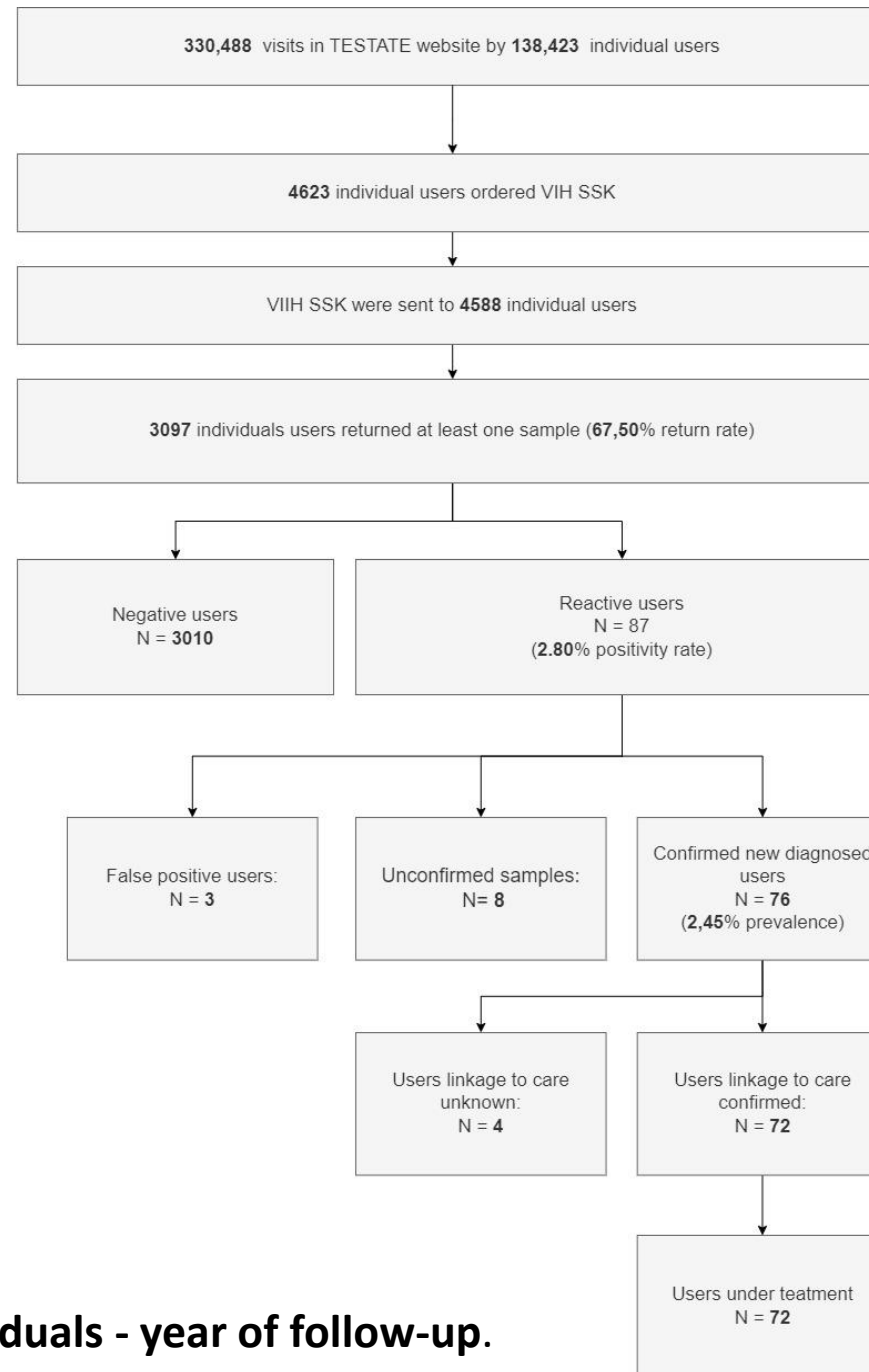 330,488 visits in TESTATE website by 138,423 individual users
4623 individual users ordered VIH SSK
VIIH SSK were sent to 4588 individual users
3097 individuals users returned at least one sample (67,50% return rate)
Negative users
N = 3010
Reactive users
N = 87
(2.80% positivity rate)
False positive users:
N = 3
Unconfirmed samples:
N= 8
Confirmed new diagnosed
users
N = 76
(2,45% prevalence)
Users linkage to care
unknown:
N = 4
Users linkage to care
confirmed:
N = 72
Users under teatment
N = 72
duals - year of follow-up.